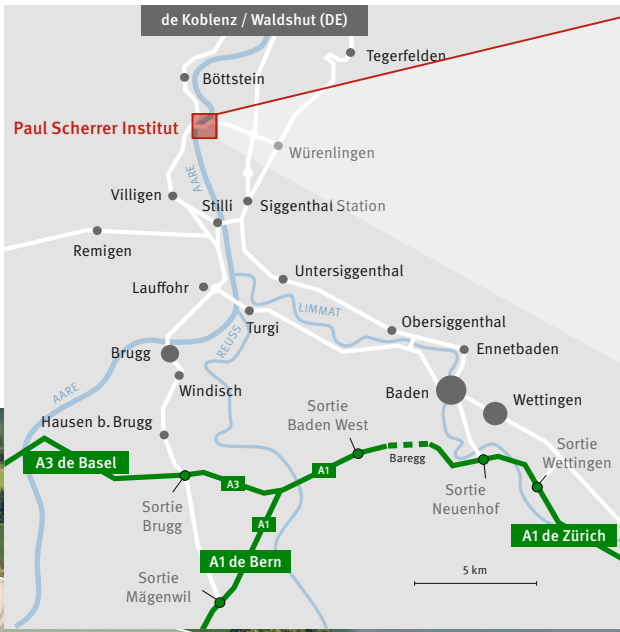 de Koblenz / Waldshut (DE)
Tegerfelden
Böttstein
Paul Scherrer Institut
Würenlingen
AARE
Villigen
Stilli
Siggenthal Station
Remigen
Untersiggenthal
Lauffohr
LIMMAT
Turgi
Obersiggenthal
REUSS
Ennetbaden
Brugg
Windisch
AARE
Baden
Wettingen
Sortie
Baden West
Hausen b. Brugg
Sortie
Wettingen
A3 de Basel
Baregg
A1
A3
Sortie
Brugg
Sortie
Neuenhof
A1
A1 de Zürich
A1 de Bern
5 km
Sortie
Mägenwil